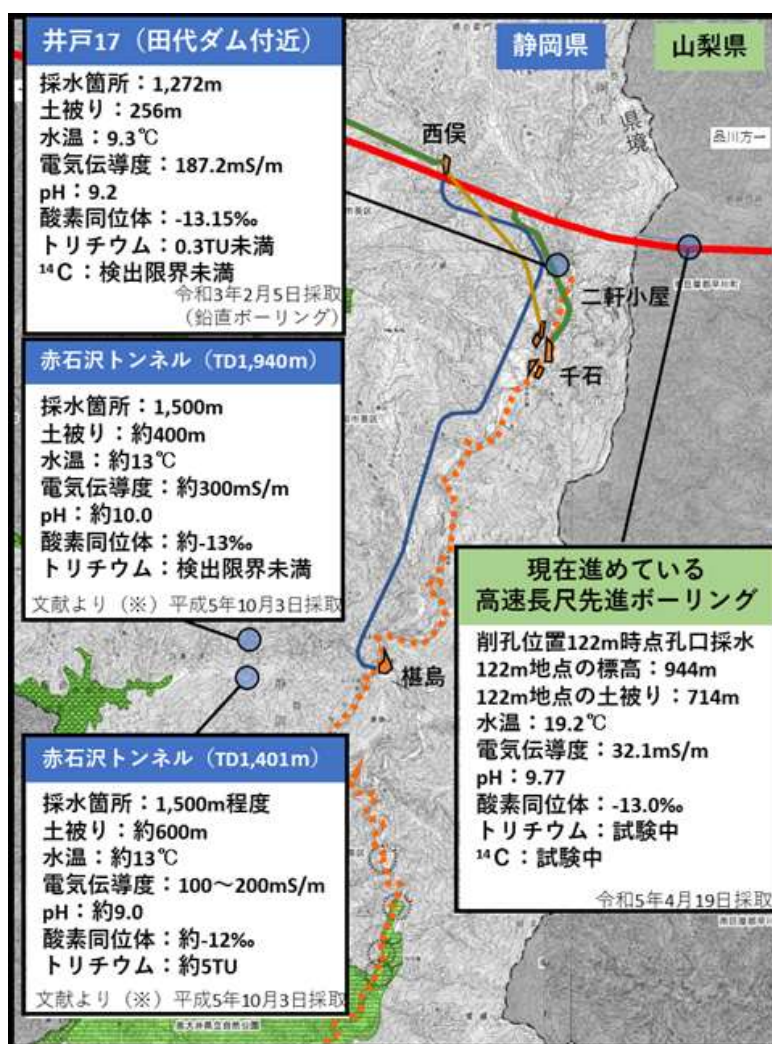 井戸17（田代ダム付近）
採水箇所：1,272m
土被り：256m
水温：9.3℃
電気伝導度：187.2mS/m
pH：9.2
酸素同位体：-13.15‰
トリチウム：0.3TU未満
¹⁴C：検出限界未満
令和3年2月5日採取
（鉛直ボーリング）
静岡県
山梨県
県境
品川方
西俣
二軒小屋
千石
椹島
赤石沢トンネル（TD1,940m）
採水箇所：1,500m
土被り：約400m
水温：約13℃
電気伝導度：約300mS/m
pH：約10.0
酸素同位体：約-13‰
トリチウム：検出限界未満
文献より（※）平成5年10月3日採取
現在進めている
高速長尺先進ボーリング
削孔位置122m時点孔口採水
122m地点の標高：944m
122m地点の土被り：714m
水温：19.2℃
電気伝導度：32.1mS/m
pH：9.77
酸素同位体：-13.0‰
トリチウム：試験中
¹⁴C：試験中
令和5年4月19日採取
赤石沢トンネル（TD1,401m）
採水箇所：1,500m程度
土被り：約600m
水温：約13℃
電気伝導度：100～200mS/m
pH：約9.0
酸素同位体：約-12‰
トリチウム：約5TU
文献より（※）平成5年10月3日採取